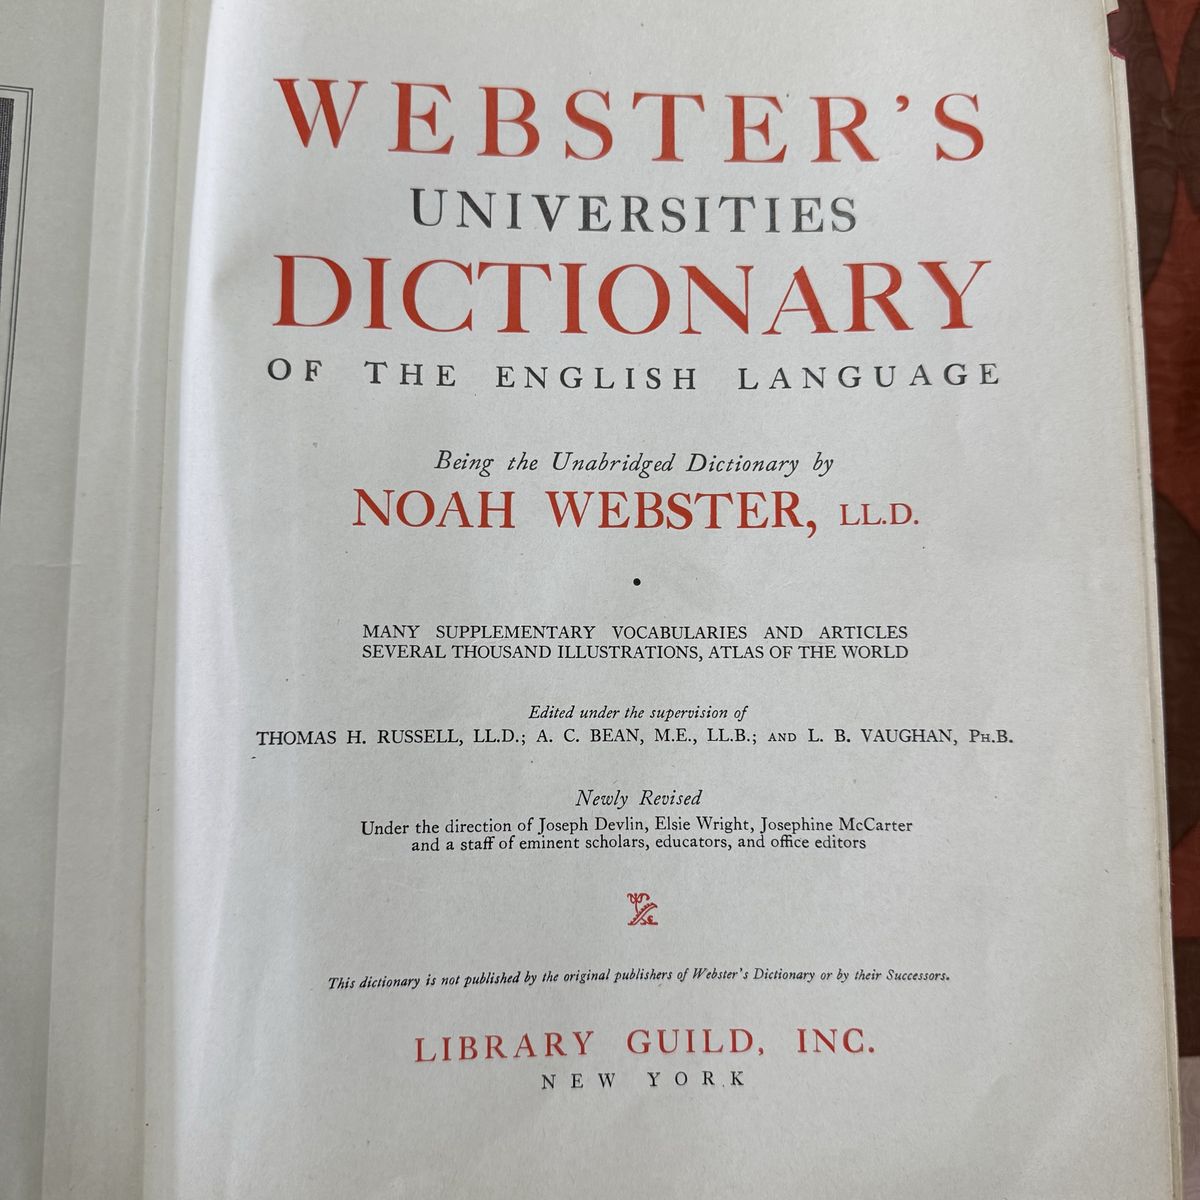 WEBSTER'S
UNIVERSITIES
DICTIONARY
OF THE ENGLISH LANGUAGE
Being the Unabridged Dictionary by
NOAH WEBSTER, LL.D.
•
MANY SUPPLEMENTARY VOCABULARIES AND ARTICLES
SEVERAL THOUSAND ILLUSTRATIONS, ATLAS OF THE WORLD
Edited under the supervision of
THOMAS H. RUSSELL, LL.D.; A. C. BEAN, M.E., LL.B.; AND L. B. VAUGHAN, PH.B.
Newly Revised
Under the direction of Joseph Devlin, Elsie Wright, Josephine McCarter
and a staff of eminent scholars, educators, and office editors
This dictionary is not published by the original publishers of Webster's Dictionary or by their Successors.
LIBRARY GUILD, INC.
NEW YORK